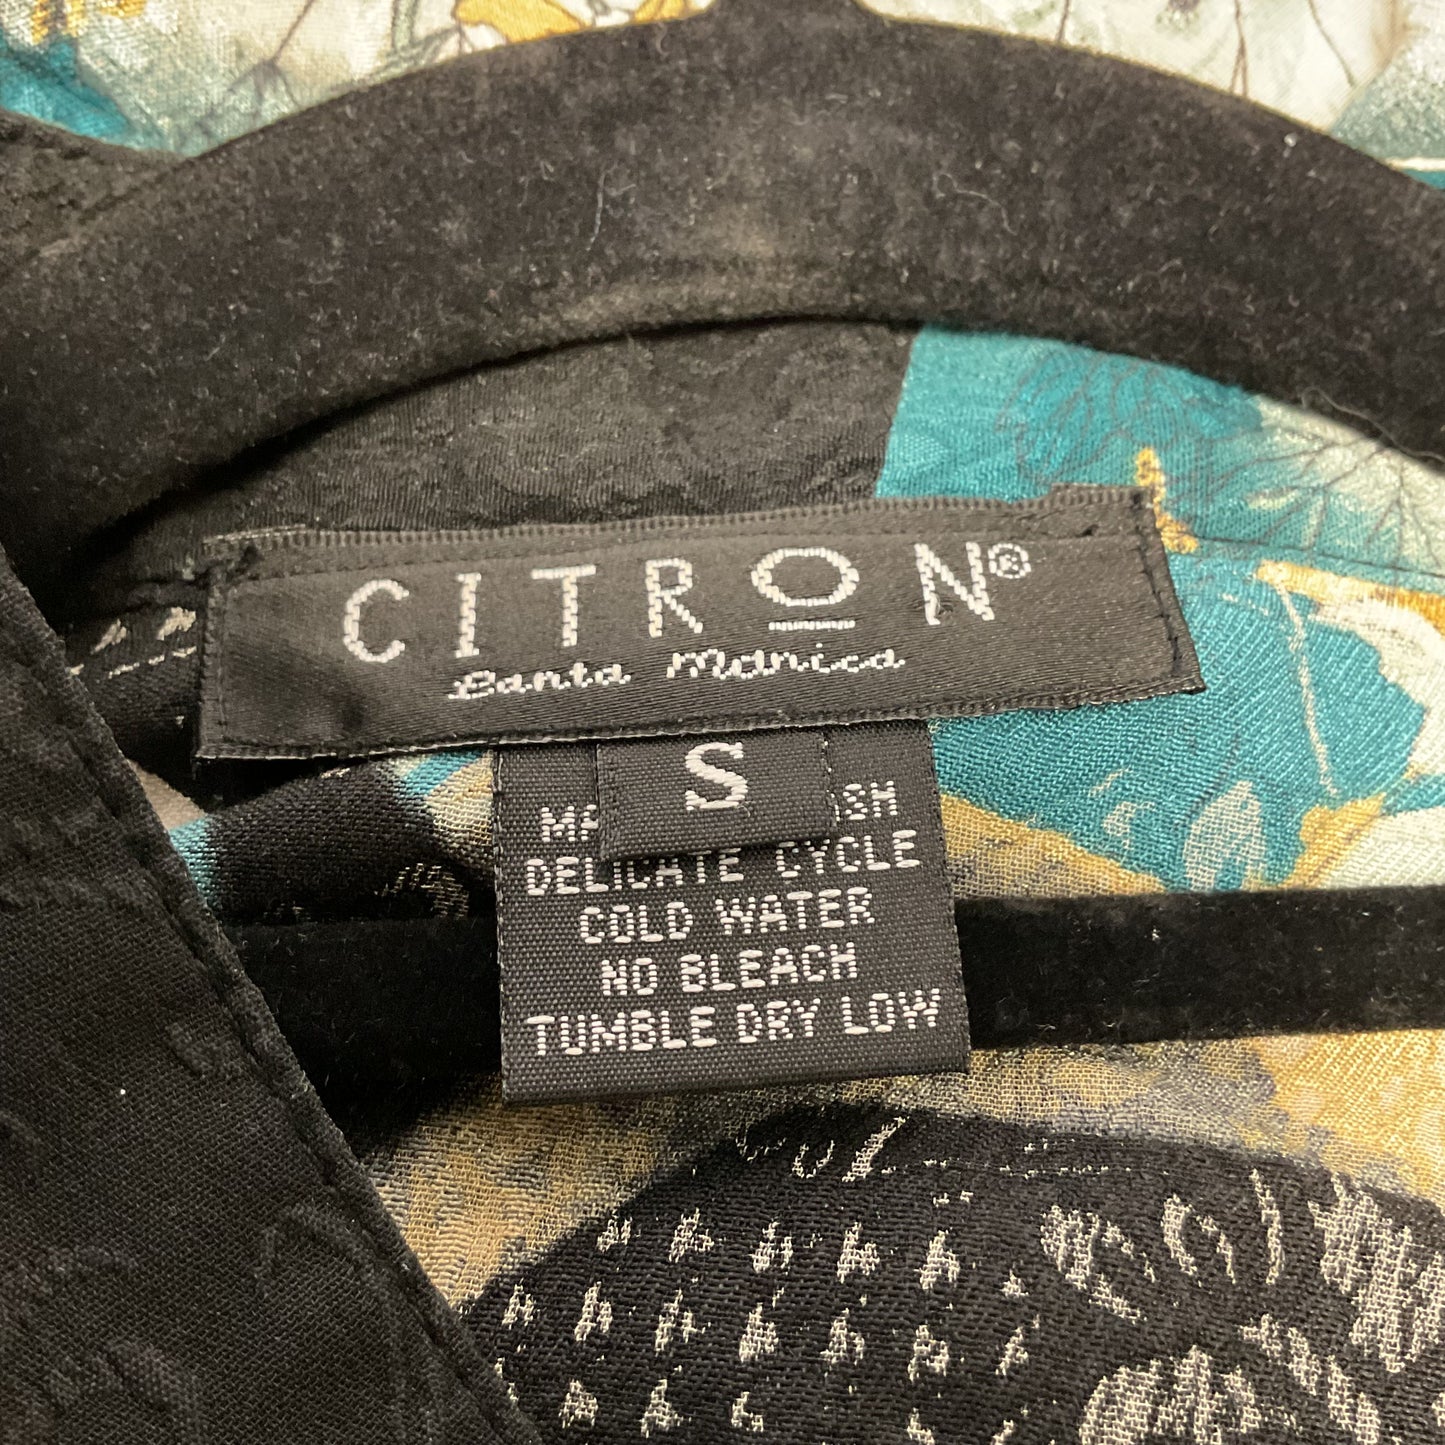 CITRON®
Santa Monica
S
DELICATE CYCLE
COLD WATER
NO BLEACH
TUMBLE DRY LOW